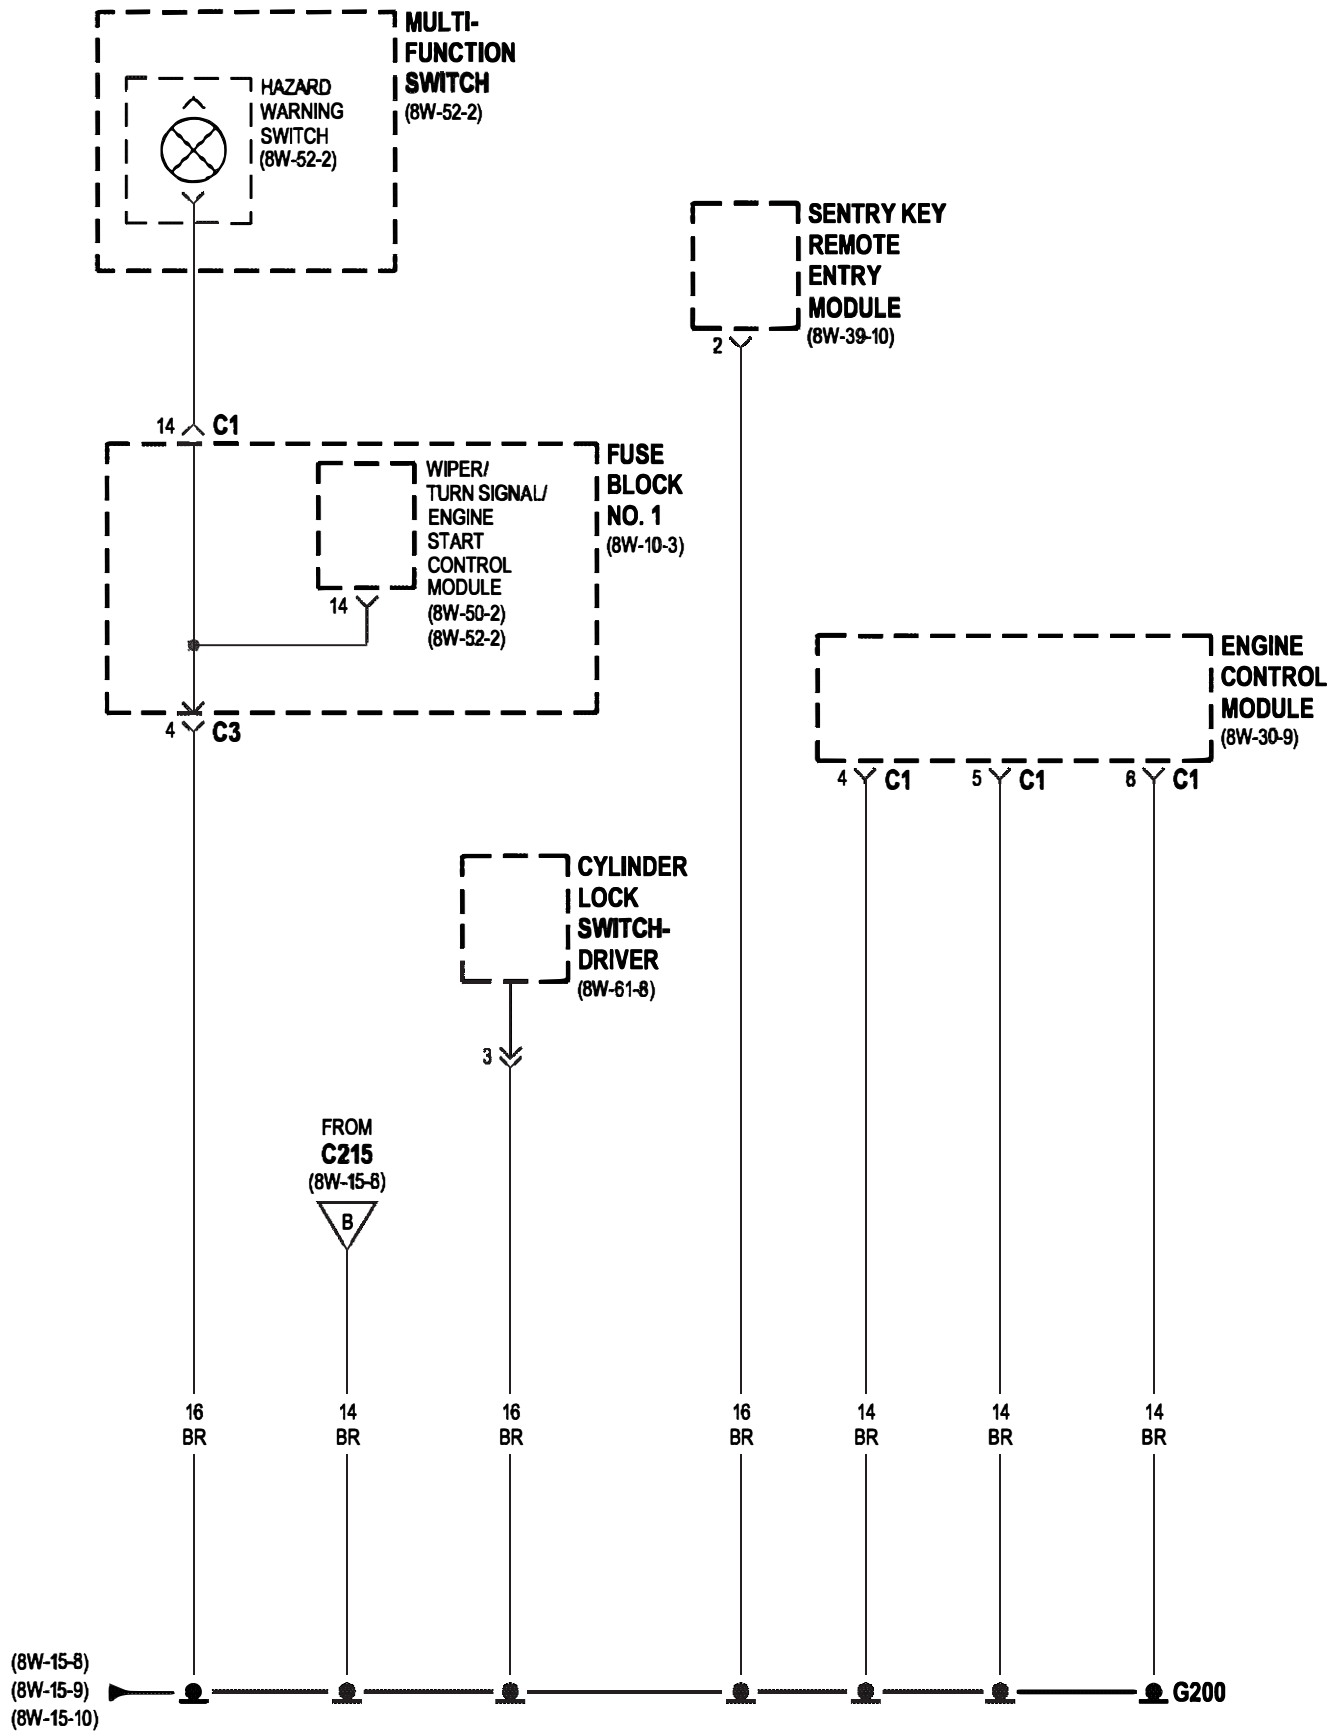 MULTI-
FUNCTION
SWITCH
(8W-52-2)
HAZARD
WARNING
SWITCH
(8W-52-2)
SENTRY KEY
REMOTE
ENTRY
MODULE
(8W-39-10)
2
14 C1
FUSE
BLOCK
NO. 1
(8W-10-3)
WIPER/
TURN SIGNAL/
ENGINE
START
CONTROL
MODULE
(8W-50-2)
(8W-52-2)
14
4 C3
ENGINE
CONTROL
MODULE
(8W-30-9)
4 C1 5 C1 6 C1
CYLINDER
LOCK
SWITCH-
DRIVER
(8W-61-8)
3
FROM
C215
(8W-15-8)
B
16 14 16 16 14 14 14
BR BR BR BR BR BR BR
(8W-15-8)
(8W-15-9)
(8W-15-10)
G200